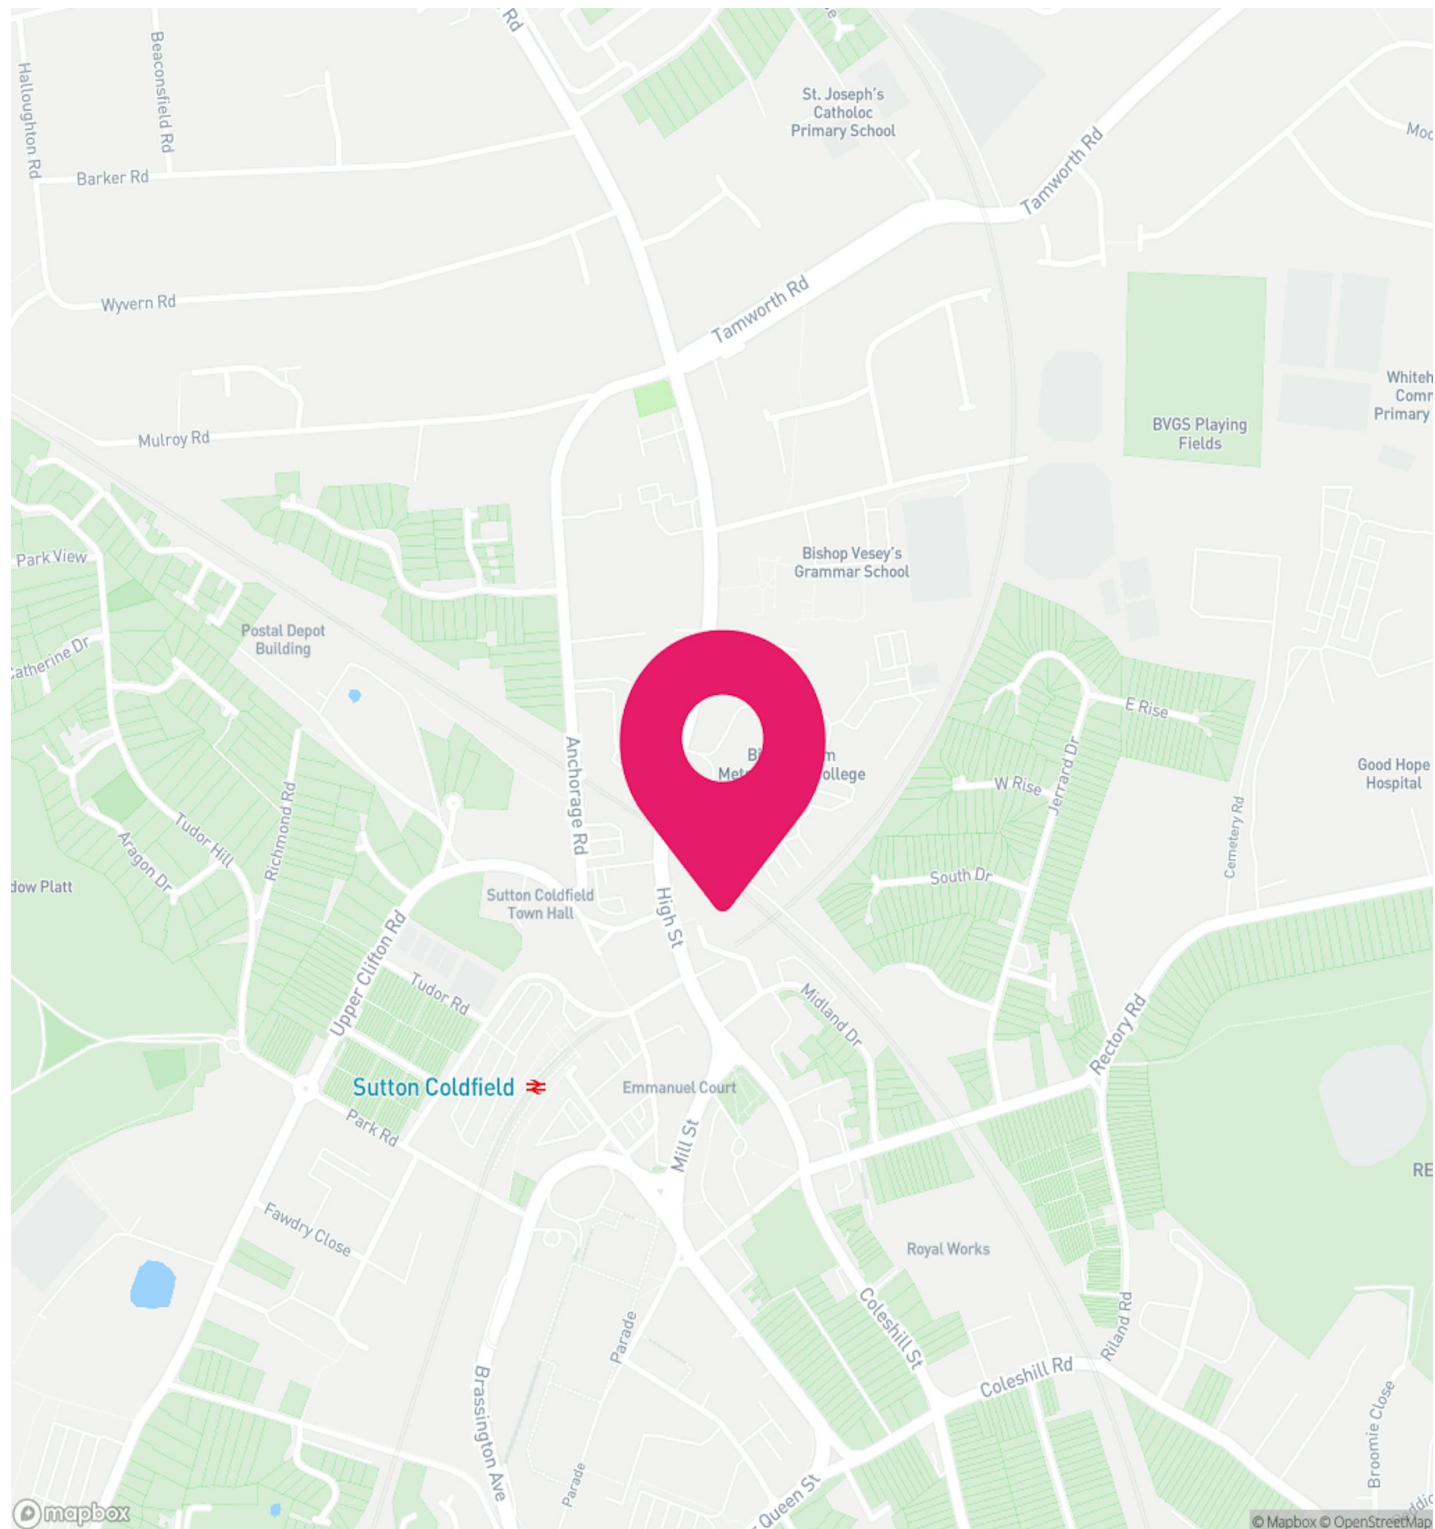 Rd
Beaconsfield Rd
Halloughton Rd
St. Joseph's
Catholoc
Primary School
Tamworth Rd
Barker Rd
Wyvern Rd
Tamworth Rd
Mulroy Rd
BVGS Playing
Fields
Primary
Park View
Bishop Vesey's
Grammar School
Postal Depot
Building
Catherine Dr
E Rise
Anchorage Rd
Jerrard Dr
W Rise
Good Hope
Hospital
Richmond Rd
Tudor Hill
Aragon Dr
Cemetery Rd
South Dr
Sutton Coldfield
Town Hall
High St
Upper Clifton Rd
Tudor Rd
Midland Dr
Rectory Rd
Sutton Coldfield
Emmanuel Court
Park Rd
Mill St
Fawdry Close
Royal Works
Parade
Coleshill St
Riland Rd
Coleshill Rd
Brassington Ave
Broomie Close
Parade
Queen St
mapbox
© Mapbox © OpenStreetMap